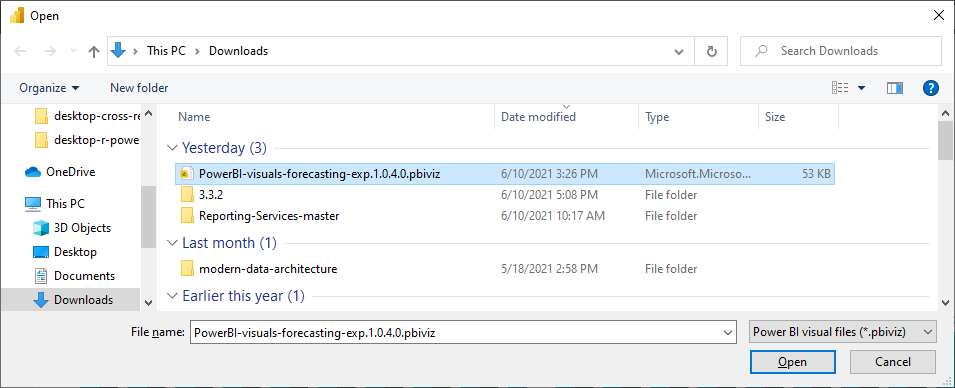 Open
This PC Downloads
Search Downloads
Organize New folder
Name Date modified Type Size
desktop-cross-re
desktop-r-powe
OneDrive
This PC
3D Objects
Desktop
Documents
Downloads
Yesterday (3)
PowerBI-visuals-forecasting-exp.1.0.4.0.pbiviz 6/10/2021 3:26 PM Microsoft.Microso... 53 KB
3.3.2 6/10/2021 5:08 PM File folder
Reporting-Services-master 6/10/2021 10:17 AM File folder
Last month (1)
modern-data-architecture 5/18/2021 2:58 PM File folder
Earlier this year (1)
File name: PowerBI-visuals-forecasting-exp.1.0.4.0.pbiviz Power BI visual files (*.pbiviz)
Open Cancel